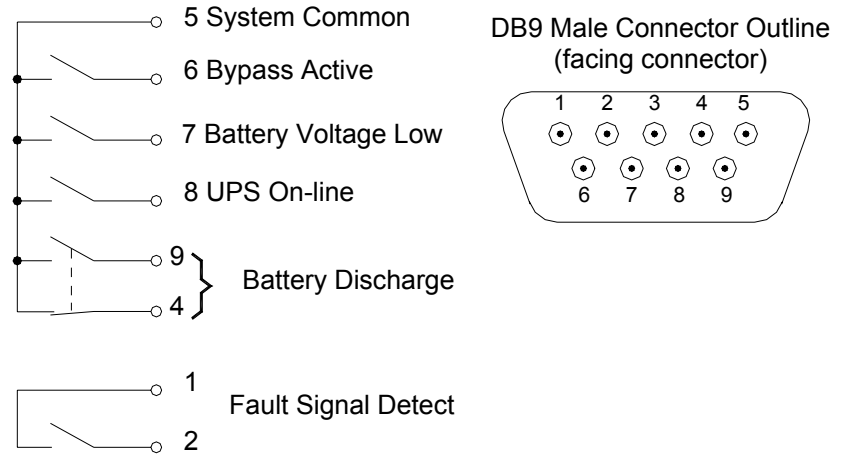 5 System Common
6 Bypass Active
7 Battery Voltage Low
8 UPS On-line
9
Battery Discharge
4
1
Fault Signal Detect
2
DB9 Male Connector Outline
(facing connector)
1 2 3 4 5
6 7 8 9